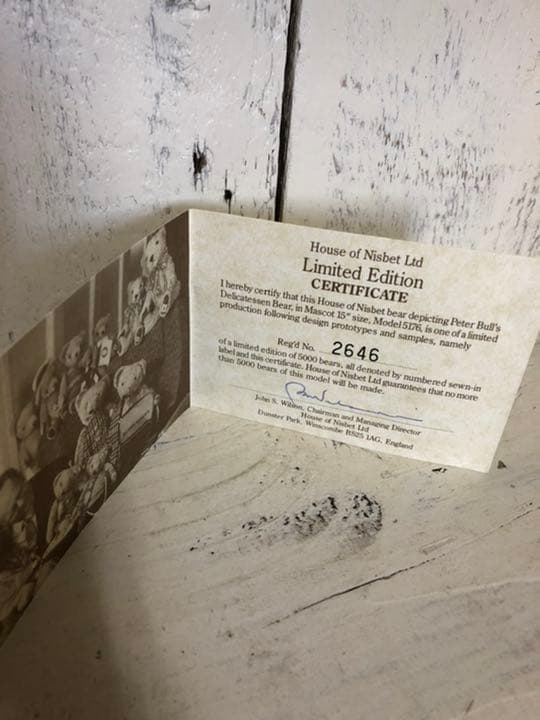 House of Nisbet Ltd
Limited Edition
CERTIFICATE
I hereby certify that this House of Nisbet bear depicting Peter Bull's
Delicatessen Bear, in Mascot 15" size, Model 5176, is one of a limited
production following design prototypes and samples, namely
Reg'd No. 2646
of a limited edition of 5000 bears, all denoted by numbered sewn-in
label and this certificate. House of Nisbet Ltd guarantees that no more
than 5000 bears of this model will be made.
John S. Wilson, Chairman and Managing Director
House of Nisbet Ltd
Dunster Park, Winscombe BS25 1AG, England